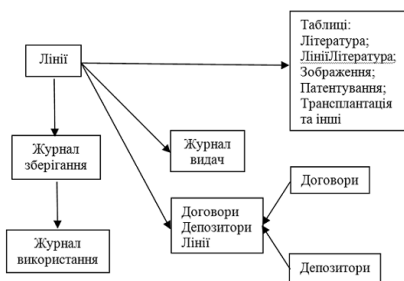 Лінії
Таблиці:
Література;
ЛініїЛітература;
Зображення;
Патентування;
Трансплантація
та інші
Журнал
зберігання
Журнал
видач
Журнал
використання
Договори
Депозитори
Лінії
Договори
Депозитори